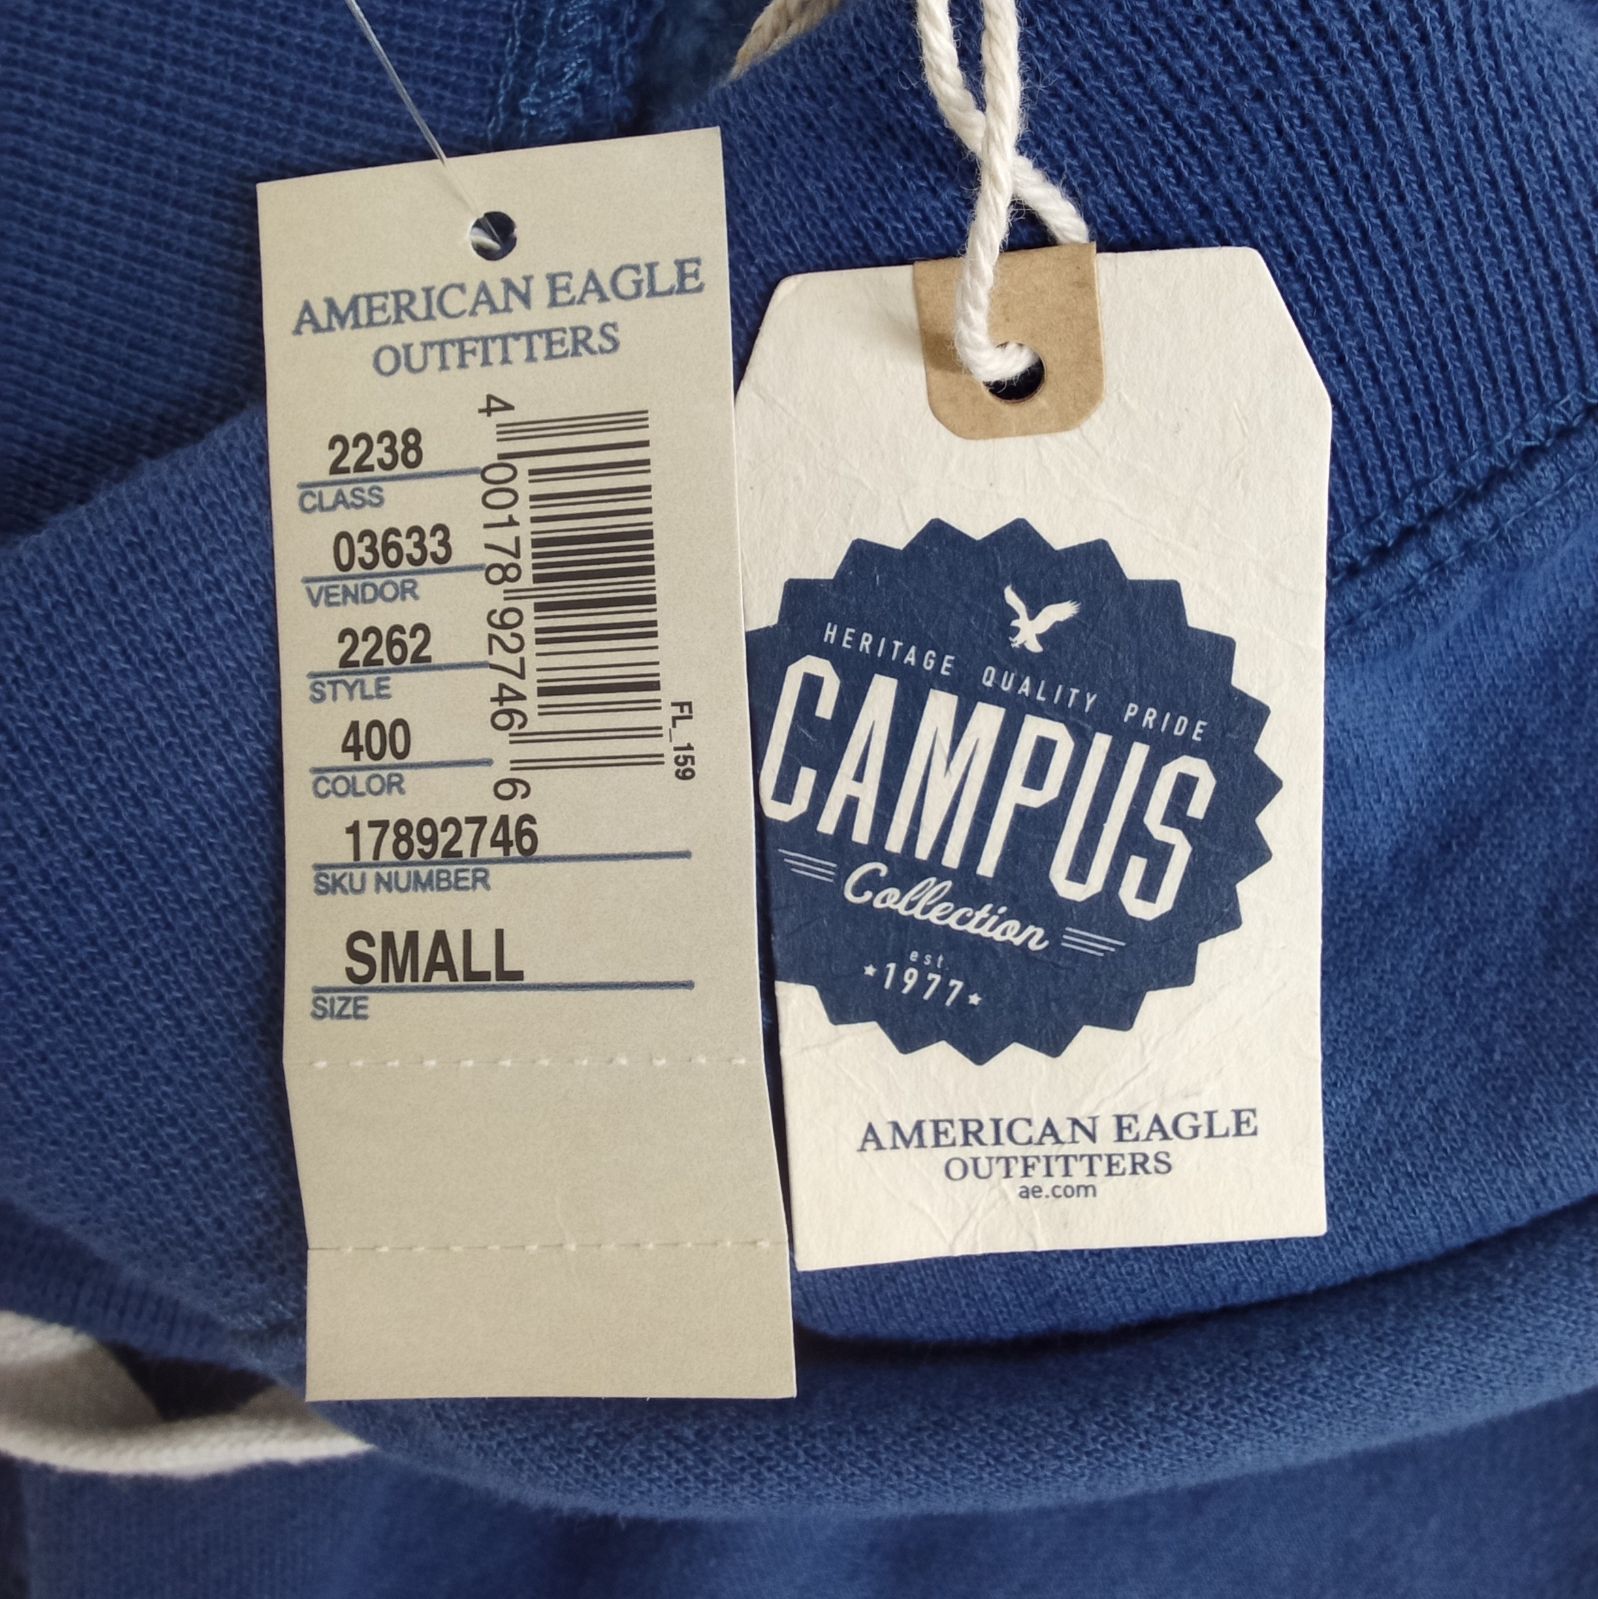 AMERICAN EAGLE
OUTFITTERS
2238
CLASS
03633
VENDOR
2262
STYLE
400
COLOR
17892746
SKU NUMBER
SMALL
SIZE
4 00178 92746 6
FL_159
HERITAGE QUALITY PRIDE
CAMPUS
Collection
est.
★1977★
AMERICAN EAGLE
OUTFITTERS
ae.com